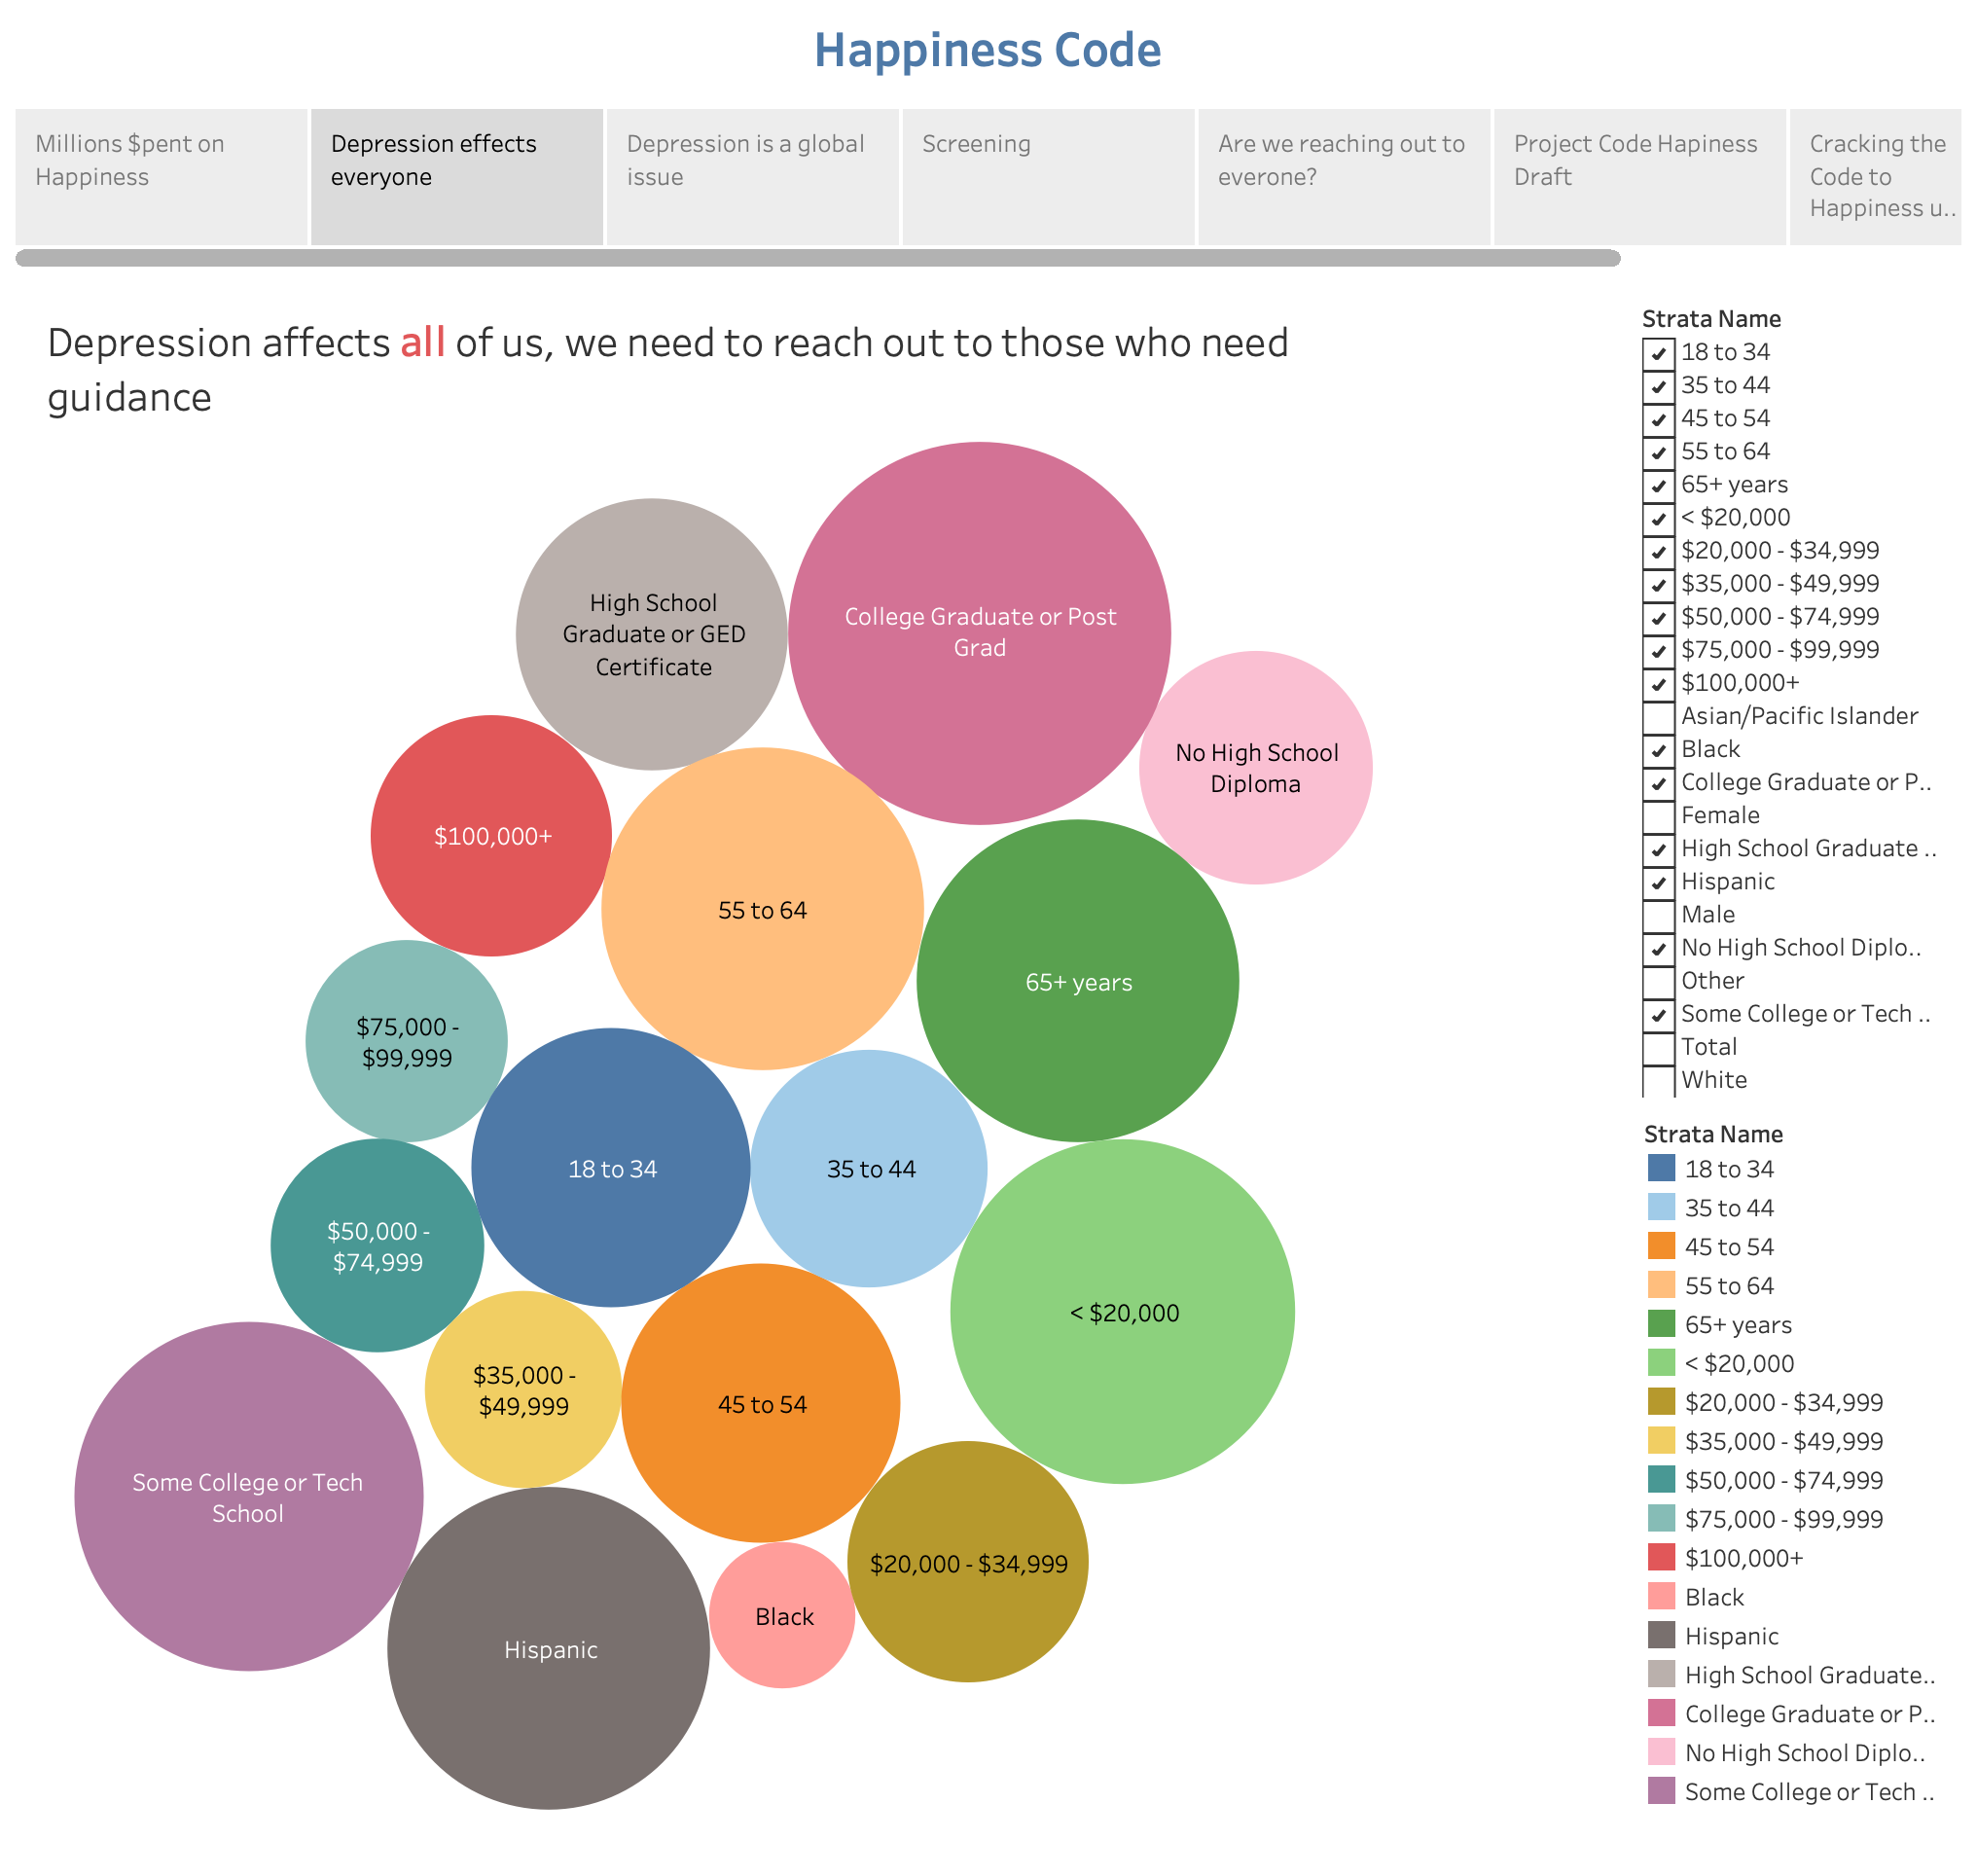 Happiness Code
Millions $pent on
Happiness
Depression effects
everyone
Depression is a global
issue
Screening
Are we reaching out to
everone?
Project Code Hapiness
Draft
Cracking the
Code to
Happiness u..
Depression affects all of us, we need to reach out to those who need
guidance
High School
Graduate or GED
Certificate
College Graduate or Post
Grad
No High School
Diploma
$100,000+
55 to 64
65+ years
$75,000 -
$99,999
18 to 34
35 to 44
$50,000 -
$74,999
< $20,000
$35,000 -
$49,999
45 to 54
Some College or Tech
School
$20,000 - $34,999
Black
Hispanic
Strata Name
18 to 34
35 to 44
45 to 54
55 to 64
65+ years
< $20,000
$20,000 - $34,999
$35,000 - $49,999
$50,000 - $74,999
$75,000 - $99,999
$100,000+
Asian/Pacific Islander
Black
College Graduate or P..
Female
High School Graduate ..
Hispanic
Male
No High School Diplo..
Other
Some College or Tech ..
Total
White
Strata Name
18 to 34
35 to 44
45 to 54
55 to 64
65+ years
< $20,000
$20,000 - $34,999
$35,000 - $49,999
$50,000 - $74,999
$75,000 - $99,999
$100,000+
Black
Hispanic
High School Graduate..
College Graduate or P..
No High School Diplo..
Some College or Tech ..